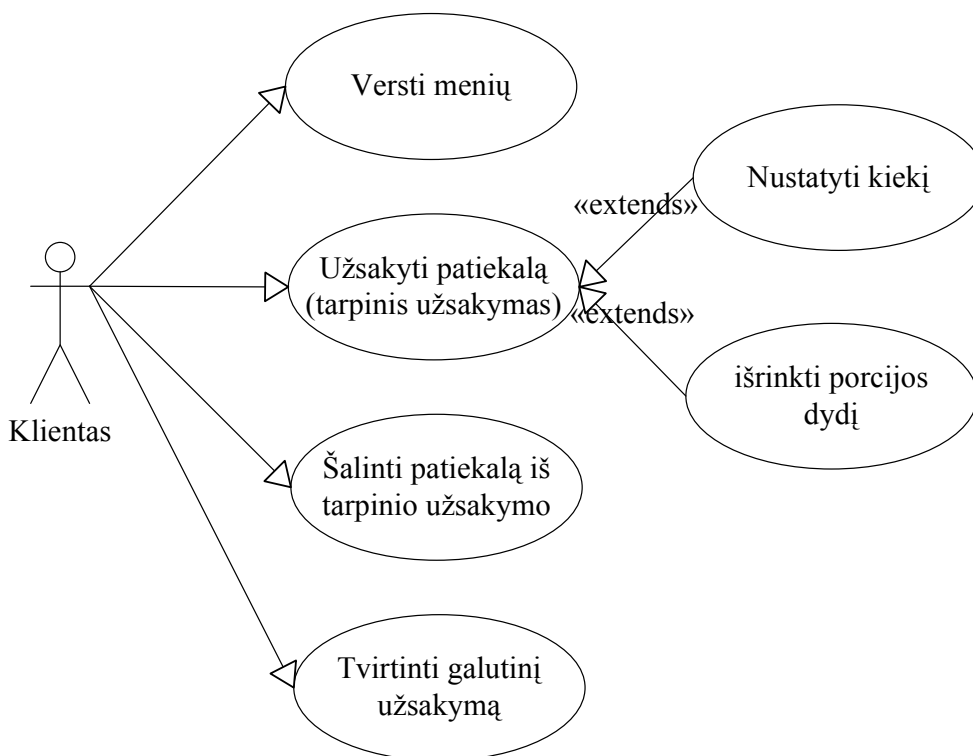 Versti menių
Nustatyti kiekį
«extends»
Užsakyti patiekalą
(tarpinis užsakymas)
«extends»
išrinkti porcijos
dydį
Klientas
Šalinti patiekalą iš
tarpinio užsakymo
Tvirtinti galutinį
užsakymą